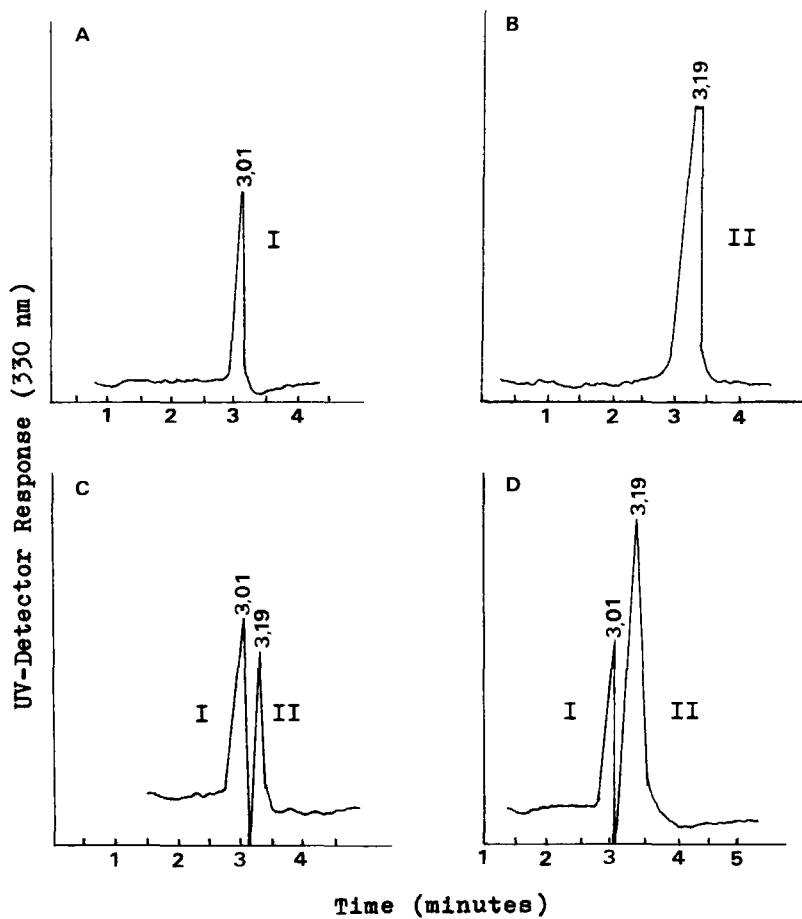 A
3,01
I
1 2 3 4
B
3,19
II
1 2 3 4
UV-Detector Response (330 nm)
C
3,01
3,19
I
II
1 2 3 4
D
3,01
3,19
I
II
1 2 3 4 5
Time (minutes)